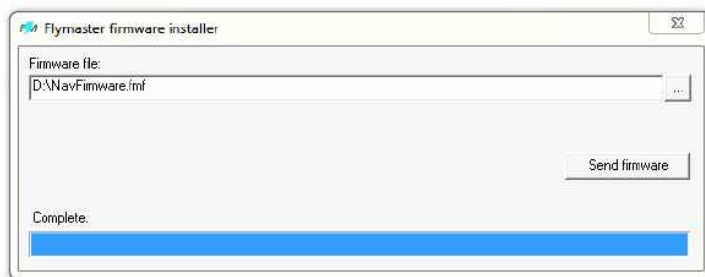 Flymaster firmware installer
Firmware file:
D:\NavFirmware.fmf
...
Send firmware
Complete.